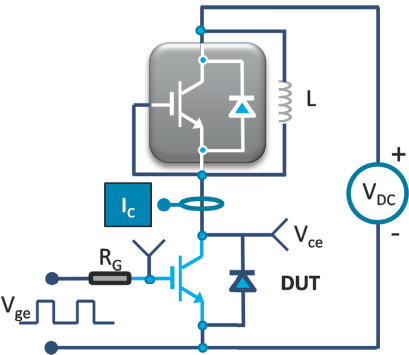 L
+
V_DC
-
I_C
V_ce
R_G
DUT
V_ge